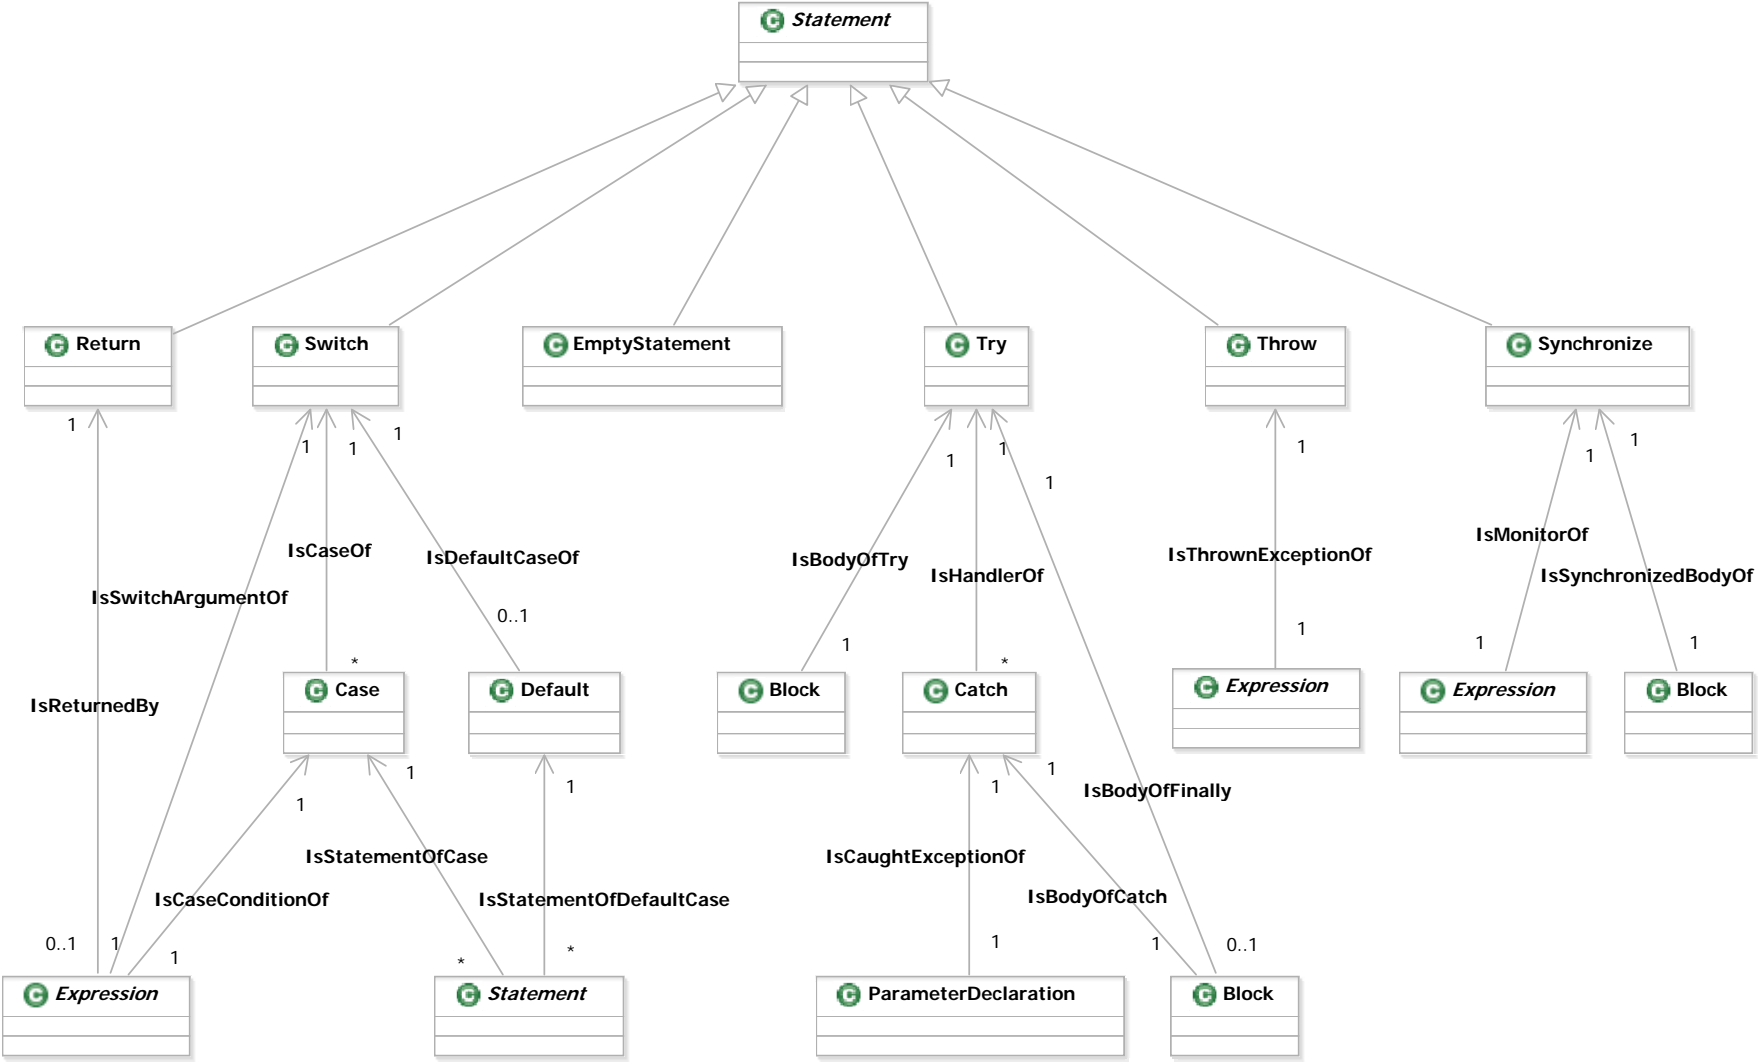 Statement
Return
Switch
EmptyStatement
Try
Throw
Synchronize
1
1
1
1
1
1
1
1
1
1
IsCaseOf
IsDefaultCaseOf
IsBodyOfTry
IsHandlerOf
IsThrownExceptionOf
IsMonitorOf
IsSynchronizedBodyOf
IsSwitchArgumentOf
0..1
1
1
1
1
*
*
IsReturnedBy
Case
Default
Block
Catch
Expression
Expression
Block
1
1
1
1
1
IsBodyOfFinally
IsStatementOfCase
IsCaughtExceptionOf
IsCaseConditionOf
IsStatementOfDefaultCase
IsBodyOfCatch
0..1
1
1
*
*
1
1
0..1
Expression
Statement
ParameterDeclaration
Block